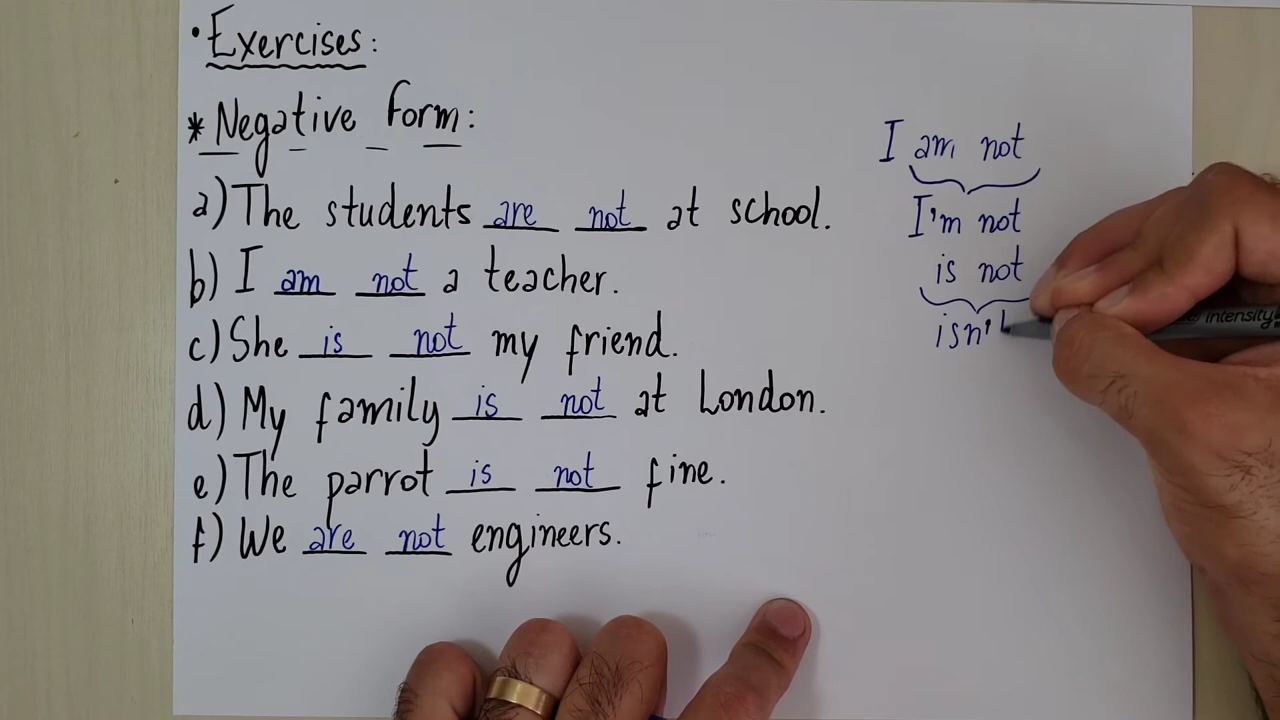 • Exercises:
* Negative form:
a) The students are not at school.
b) I am not a teacher.
c) She is not my friend.
d) My family is not at London.
e) The parrot is not fine.
f) We are not engineers.
I am not
I'm not
is not
isn't
intensity